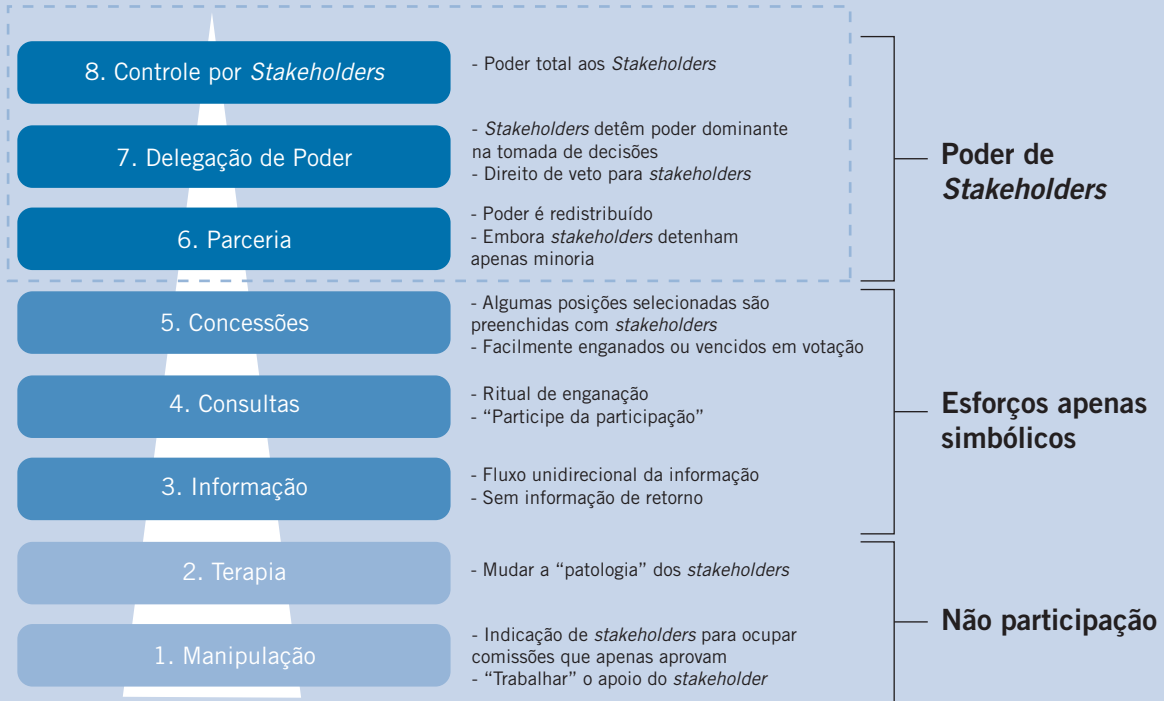 8. Controle por Stakeholders
- Poder total aos Stakeholders
7. Delegação de Poder
- Stakeholders detêm poder dominante
na tomada de decisões
- Direito de veto para stakeholders
6. Parceria
- Poder é redistribuído
- Embora stakeholders detenham
apenas minoria
Poder de
Stakeholders
5. Concessões
- Algumas posições selecionadas são
preenchidas com stakeholders
- Facilmente enganados ou vencidos em votação
4. Consultas
- Ritual de enganação
- “Participe da participação”
3. Informação
- Fluxo unidirecional da informação
- Sem informação de retorno
Esforços apenas
simbólicos
2. Terapia
- Mudar a “patologia” dos stakeholders
1. Manipulação
- Indicação de stakeholders para ocupar
comissões que apenas aprovam
- “Trabalhar” o apoio do stakeholder
Não participação